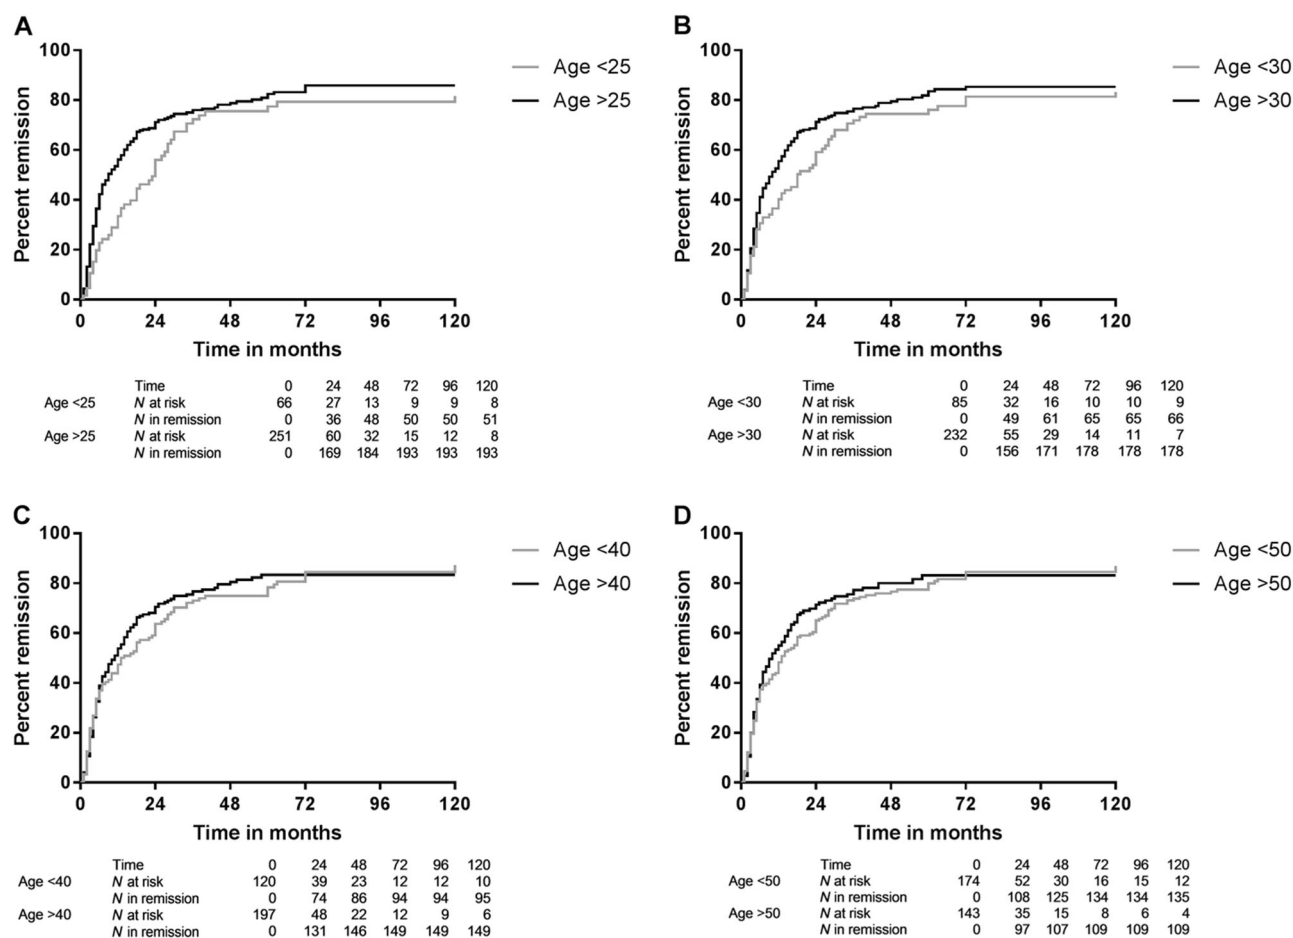 A
100
80
60
40
20
0
Percent remission
0 24 48 72 96 120
Time in months
Age <25
Age >25
Time 0 24 48 72 96 120
Age <25 N at risk 66 27 13 9 9 8
N in remission 0 36 48 50 50 51
Age >25 N at risk 251 60 32 15 12 8
N in remission 0 169 184 193 193 193
B
100
80
60
40
20
0
Percent remission
0 24 48 72 96 120
Time in months
Age <30
Age >30
Time 0 24 48 72 96 120
Age <30 N at risk 85 32 16 10 10 9
N in remission 0 49 61 65 65 66
Age >30 N at risk 232 55 29 14 11 7
N in remission 0 156 171 178 178 178
C
100
80
60
40
20
0
Percent remission
0 24 48 72 96 120
Time in months
Age <40
Age >40
Time 0 24 48 72 96 120
Age <40 N at risk 120 39 23 12 12 10
N in remission 0 74 86 94 94 95
Age >40 N at risk 197 48 22 12 9 6
N in remission 0 131 146 149 149 149
D
100
80
60
40
20
0
Percent remission
0 24 48 72 96 120
Time in months
Age <50
Age >50
Time 0 24 48 72 96 120
Age <50 N at risk 174 52 30 16 15 12
N in remission 0 108 125 134 134 135
Age >50 N at risk 143 35 15 8 6 4
N in remission 0 97 107 109 109 109